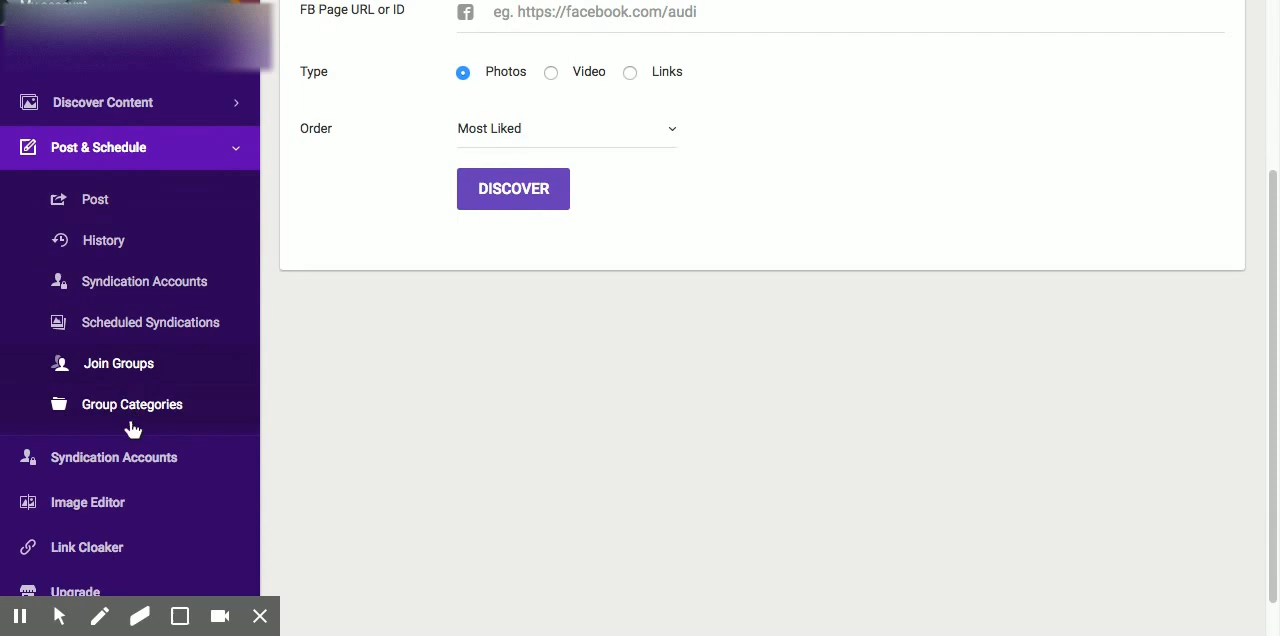 My account
Discover Content
Post & Schedule
Post
History
Syndication Accounts
Scheduled Syndications
Join Groups
Group Categories
Syndication Accounts
Image Editor
Link Cloaker
Upgrade
FB Page URL or ID
eg. https://facebook.com/audi
Type
Photos
Video
Links
Order
Most Liked
DISCOVER